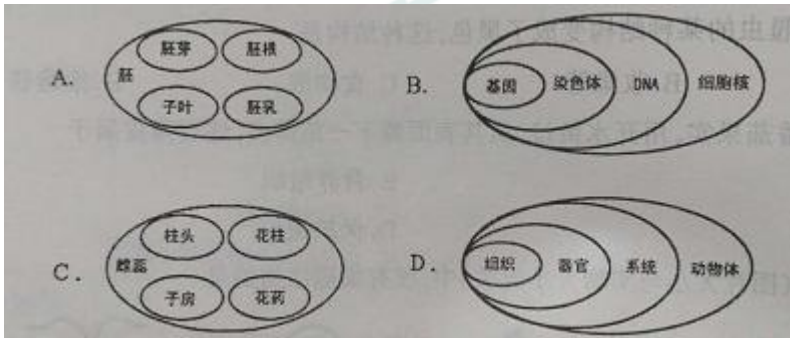 A. 胚 胚芽 胚根 子叶 胚乳
B. 基因 染色体 DNA 细胞核
C. 雌蕊 柱头 花柱 子房 花药
D. 组织 器官 系统 动物体